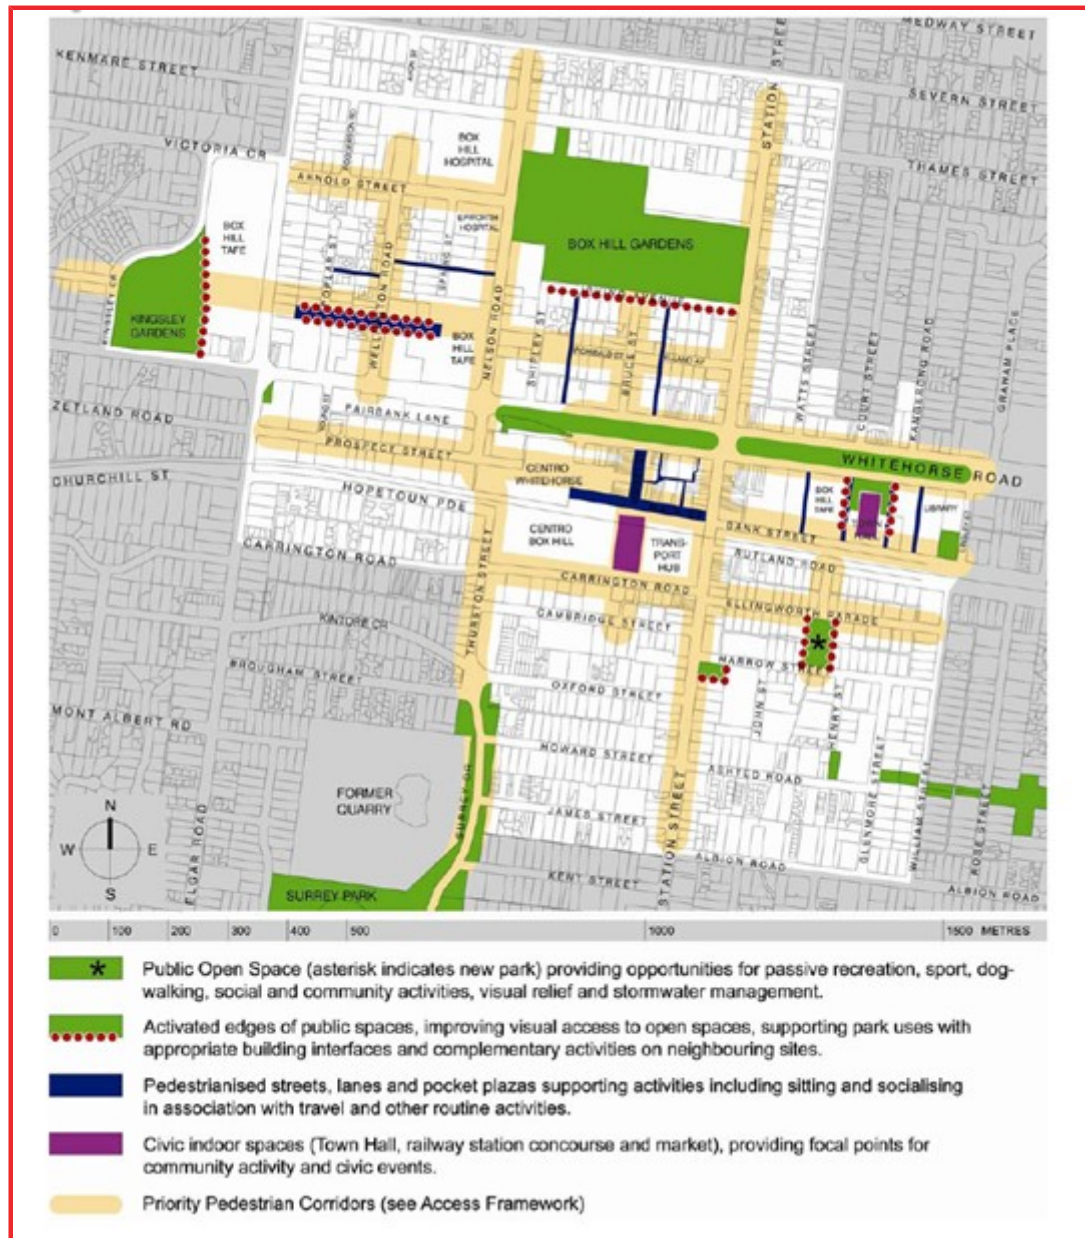 MEDWAY STREET
KENMARE STREET
STATION STREET
SEVERN STREET
VICTORIA CR
BOX
HILL
HOSPITAL
THAMES STREET
ARNOLD STREET
BOX
HILL
TAFE
EPWORTH
HOSPITAL
BOX HILL GARDENS
POPLAR ST
WELLINGTON ROAD
SPRING ST
NELSON ROAD
KINGSLEY
GARDENS
KINGSLEY CR
BOX
HILL
TAFE
SHIPLEY ST
BRUCE ST
WATTS STREET
COURT STREET
GRAHAM PLACE
ZETLAND ROAD
FAIRBANK LANE
PROSPECT STREET
WHITEHORSE ROAD
CHURCHILL ST
CENTRO
WHITEHORSE
HOPETOUN PDE
BOX
HILL
TAFE
LIBRARY
CENTRO
BOX HILL
TRANS-
PORT
HUB
BANK STREET
RUTLAND ROAD
CARRINGTON ROAD
CARRINGTON ROAD
THURSTON STREET
ELLINGWORTH PARADE
CAMBRIDGE STREET
KINTORE CR
*
BROUGHAM STREET
MARROW STREET
OXFORD STREET
JOHN ST
HENRY ST
MONT ALBERT RD
HOWARD STREET
ASHTED ROAD
FORMER
QUARRY
SURREY DR
JAMES STREET
STATION STREET
GLENMORE STREET
WILLIAM STREET
ROSE STREET
N
W E
S
ELGAR ROAD
ALBION ROAD
KENT STREET
ALBION ROAD
SURREY PARK
0 100 200 300 400 500 1000 1500 METRES
* Public Open Space (asterisk indicates new park) providing opportunities for passive recreation, sport, dog-
walking, social and community activities, visual relief and stormwater management.
Activated edges of public spaces, improving visual access to open spaces, supporting park uses with
appropriate building interfaces and complementary activities on neighbouring sites.
Pedestrianised streets, lanes and pocket plazas supporting activities including sitting and socialising
in association with travel and other routine activities.
Civic indoor spaces (Town Hall, railway station concourse and market), providing focal points for
community activity and civic events.
Priority Pedestrian Corridors (see Access Framework)